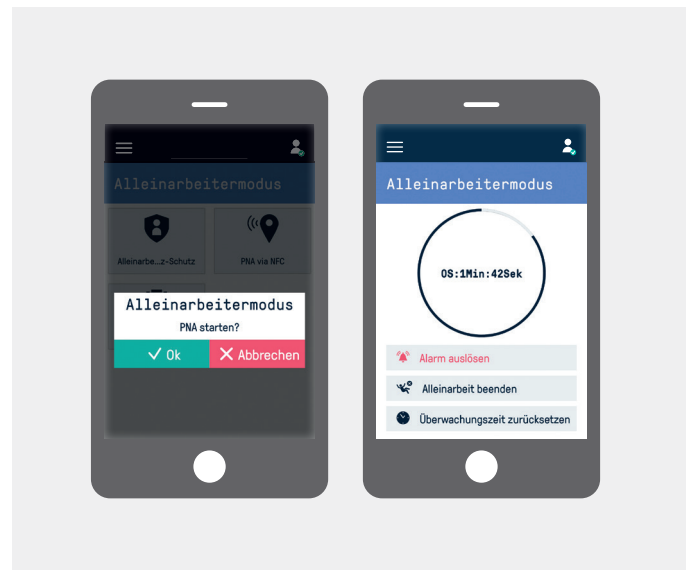 Alleinarbeitermodus
Alleinarbe...z-Schutz
PNA via NFC
Alleinarbeitermodus
PNA starten?
Ok
Abbrechen
Alleinarbeitermodus
0S:1Min:42Sek
Alarm auslösen
Alleinarbeit beenden
Überwachungszeit zurücksetzen